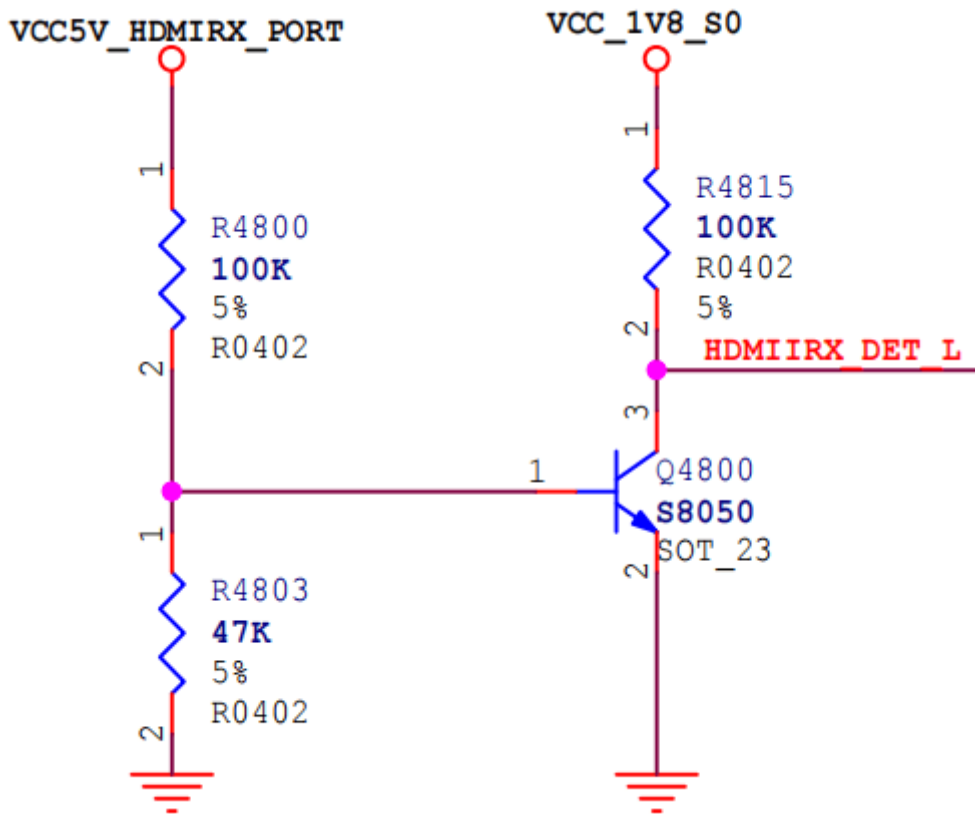 VCC5V_HDMIRX_PORT
1
R4800
100K
5%
R0402
2
1
R4803
47K
5%
R0402
2
VCC_1V8_S0
1
R4815
100K
R0402
5%
2
HDMIIRX_DET_L
3
1
Q4800
S8050
SOT_23
2